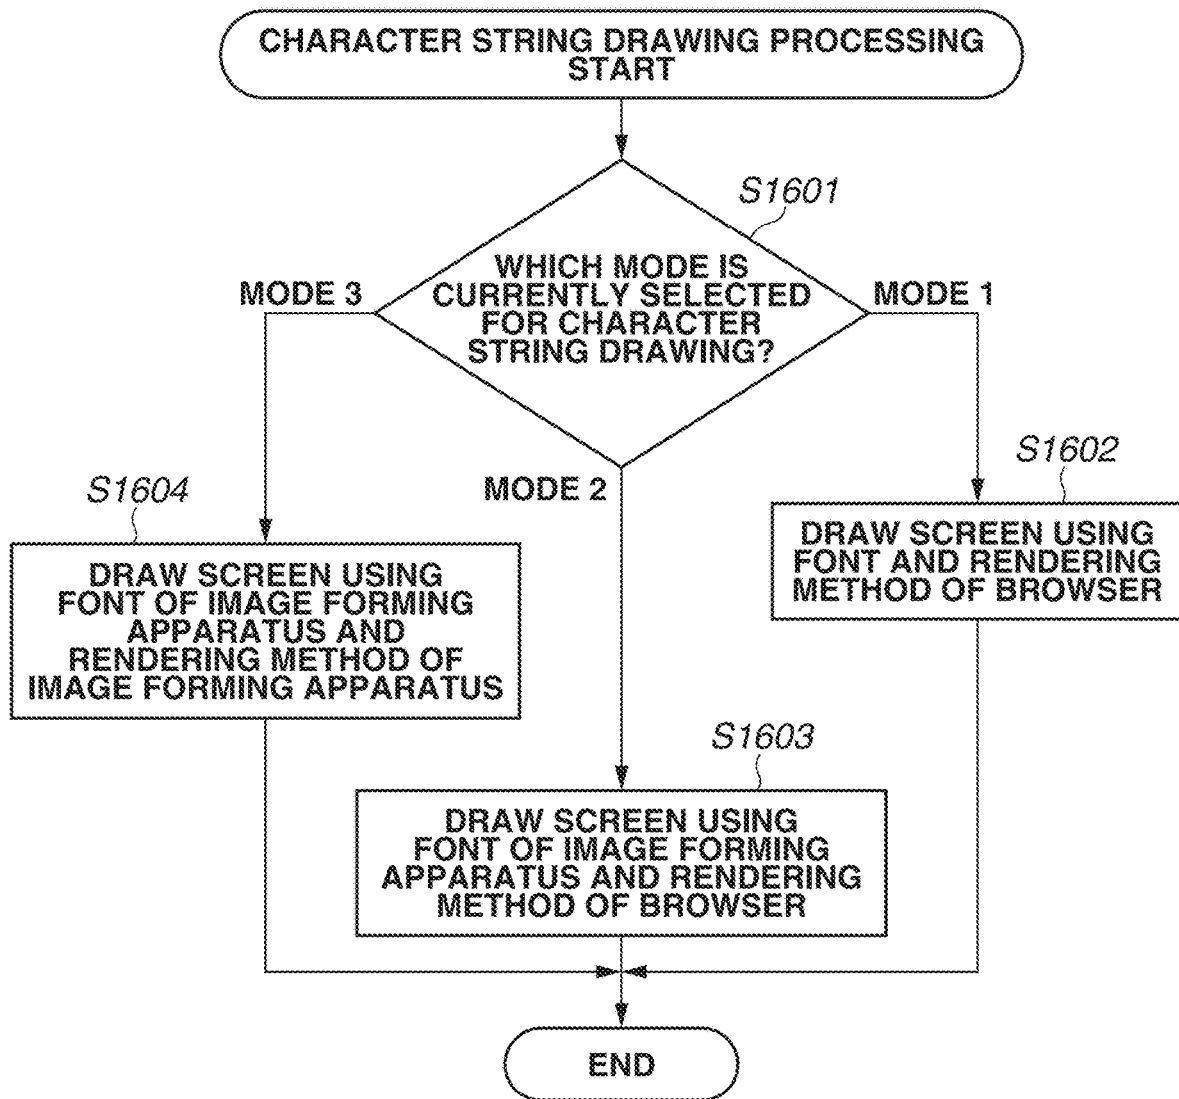 CHARACTER STRING DRAWING PROCESSING
START
S1601
WHICH MODE IS
CURRENTLY SELECTED
FOR CHARACTER
STRING DRAWING?
MODE 3
MODE 1
MODE 2
S1602
DRAW SCREEN USING
FONT AND RENDERING
METHOD OF BROWSER
S1604
DRAW SCREEN USING
FONT OF IMAGE FORMING
APPARATUS AND
RENDERING METHOD OF
IMAGE FORMING APPARATUS
S1603
DRAW SCREEN USING
FONT OF IMAGE FORMING
APPARATUS AND RENDERING
METHOD OF BROWSER
END